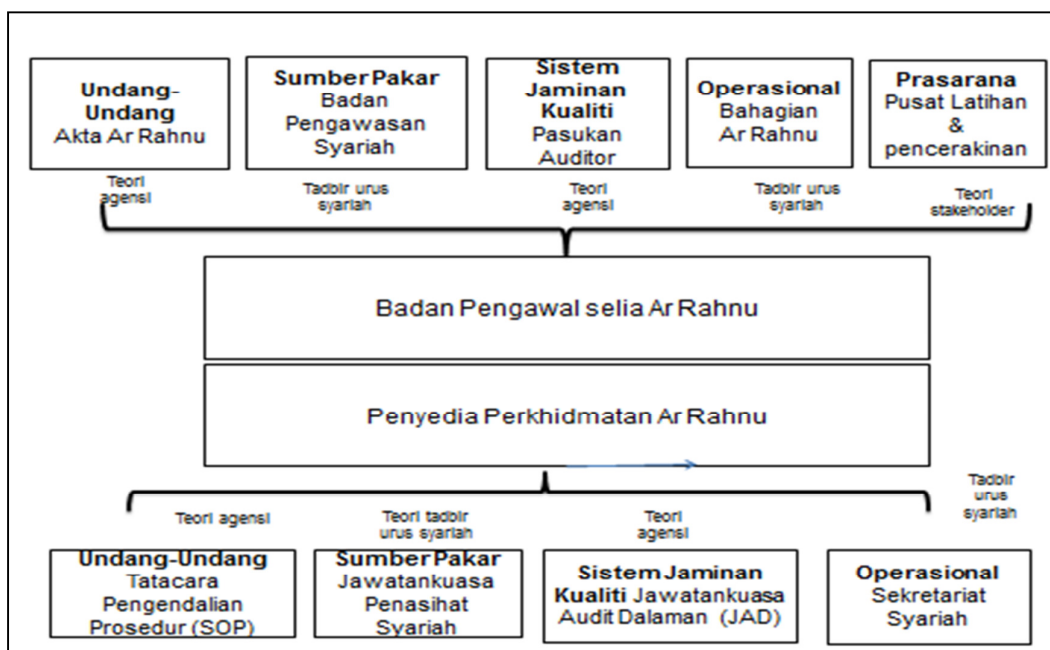 Undang-
Undang
Akta Ar Rahnu
Sumber Pakar
Badan
Pengawasan
Syariah
Sistem
Jaminan
Kualiti
Pasukan
Auditor
Operasional
Bahagian
Ar Rahnu
Prasarana
Pusat Latihan
&
pencerakinan
Teori
agensi
Tadbir urus
syariah
Teori
agensi
Tadbir urus
syariah
Teori
stakeholder
Badan Pengawal selia Ar Rahnu
Penyedia Perkhidmatan Ar Rahnu
Teori agensi
Teori tadbir
urus syariah
Teori
agensi
Tadbir
urus
syariah
Undang-Undang
Tatacara
Pengendalian
Prosedur (SOP)
Sumber Pakar
Jawatankuasa
Penasihat
Syariah
Sistem Jaminan
Kualiti Jawatankuasa
Audit Dalaman (JAD)
Operasional
Sekretariat
Syariah